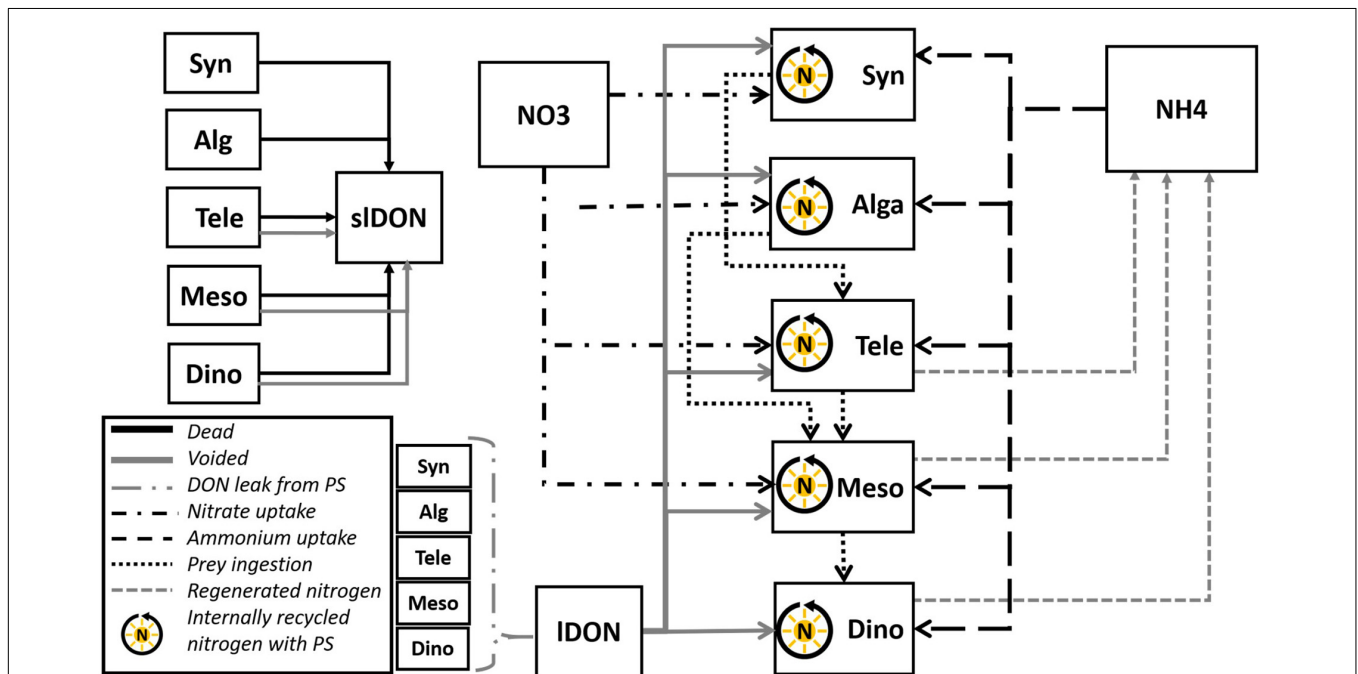 Syn
Alg
Tele
Meso
Dino
slDON
Dead
Voided
DON leak from PS
Nitrate uptake
Ammonium uptake
Prey ingestion
Regenerated nitrogen
N
Internally recycled
nitrogen with PS
Syn
Alg
Tele
Meso
Dino
lDON
NO3
N
Syn
N
Alga
N
Tele
N
Meso
N
Dino
NH4